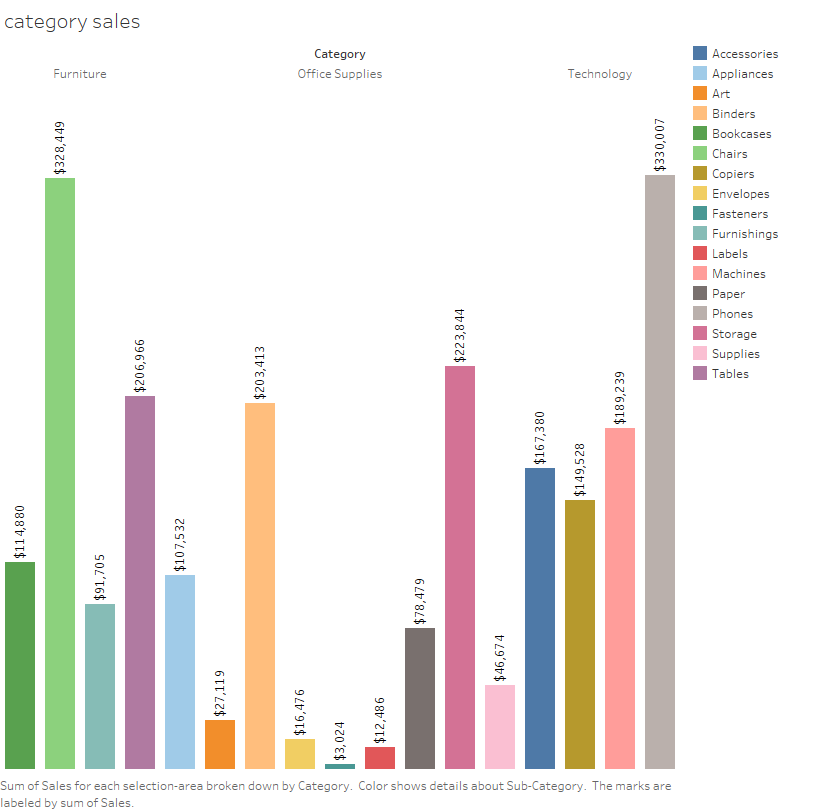 category sales
Category
Furniture
Office Supplies
Technology
$114,880
$328,449
$91,705
$206,966
$107,532
$27,119
$203,413
$16,476
$3,024
$12,486
$78,479
$223,844
$46,674
$167,380
$149,528
$189,239
$330,007
Accessories
Appliances
Art
Binders
Bookcases
Chairs
Copiers
Envelopes
Fasteners
Furnishings
Labels
Machines
Paper
Phones
Storage
Supplies
Tables
Sum of Sales for each selection-area broken down by Category.  Color shows details about Sub-Category.  The marks are
labeled by sum of Sales.